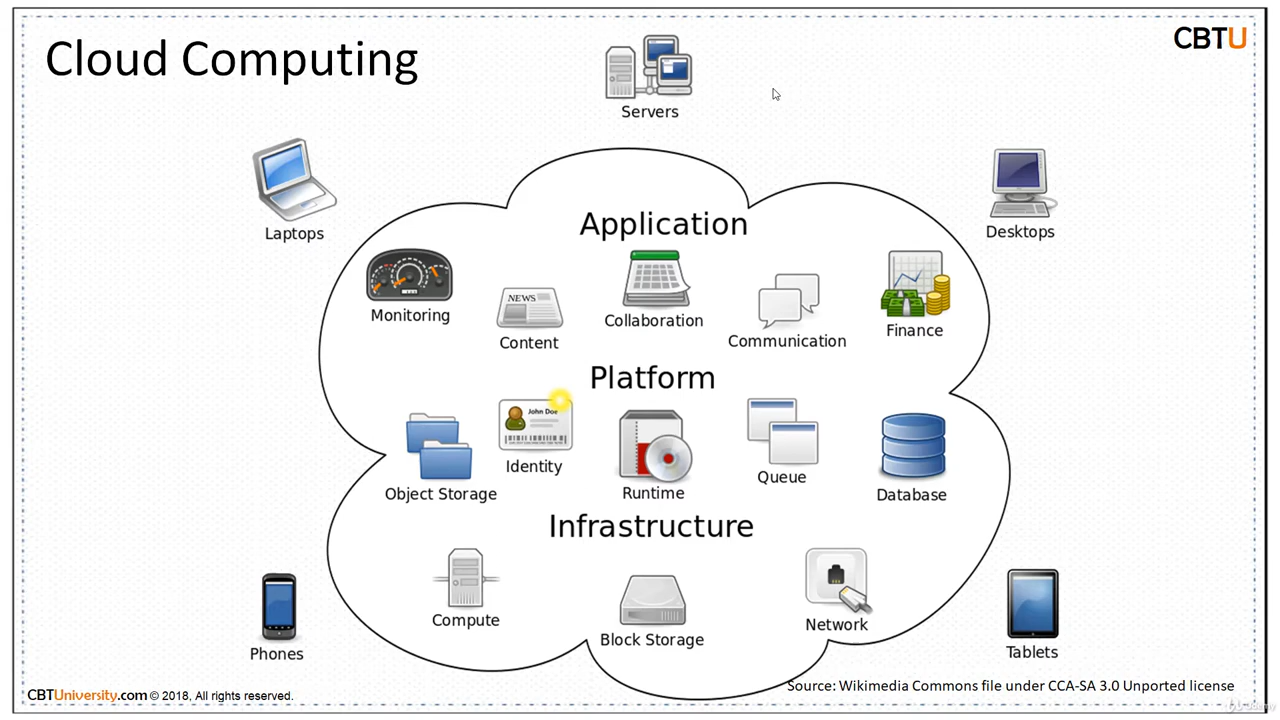 Cloud Computing
CBTU
Servers
Laptops
Desktops
Application
Monitoring
Content
NEWS
Collaboration
Communication
Finance
Platform
Object Storage
John Doe
Identity
Runtime
Queue
Database
Infrastructure
Compute
Block Storage
Network
Phones
Tablets
Source: Wikimedia Commons file under CCA-SA 3.0 Unported license
CBTUniversity.com © 2018, All rights reserved.